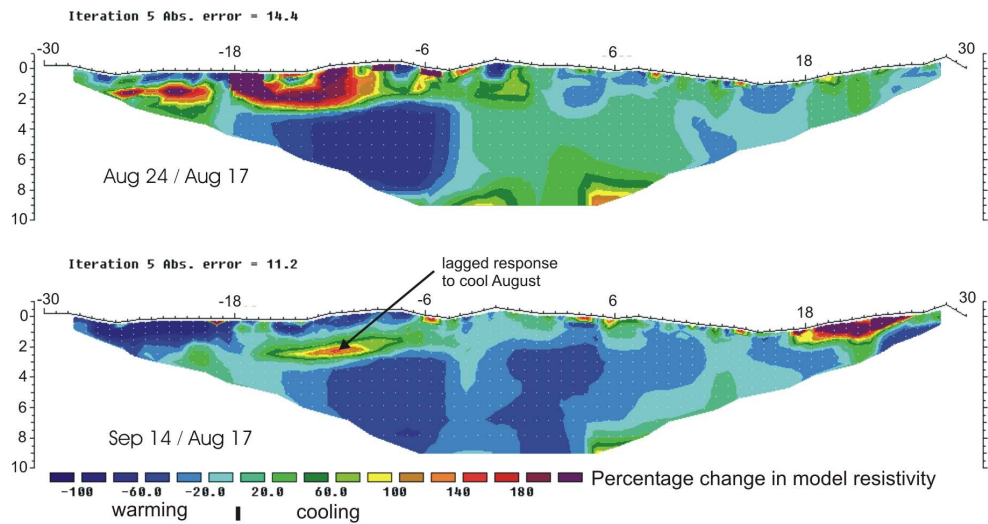 Iteration 5 Abs. error = 14.4
-30 -18 -6 6 18 30
0
2
4
6
8
10
Aug 24 / Aug 17
Iteration 5 Abs. error = 11.2
lagged response
to cool August
-30 -18 -6 6 18 30
0
2
4
6
8
10
Sep 14 / Aug 17
Percentage change in model resistivity
-100 -60.0 -20.0 20.0 60.0 100 140 180
warming cooling